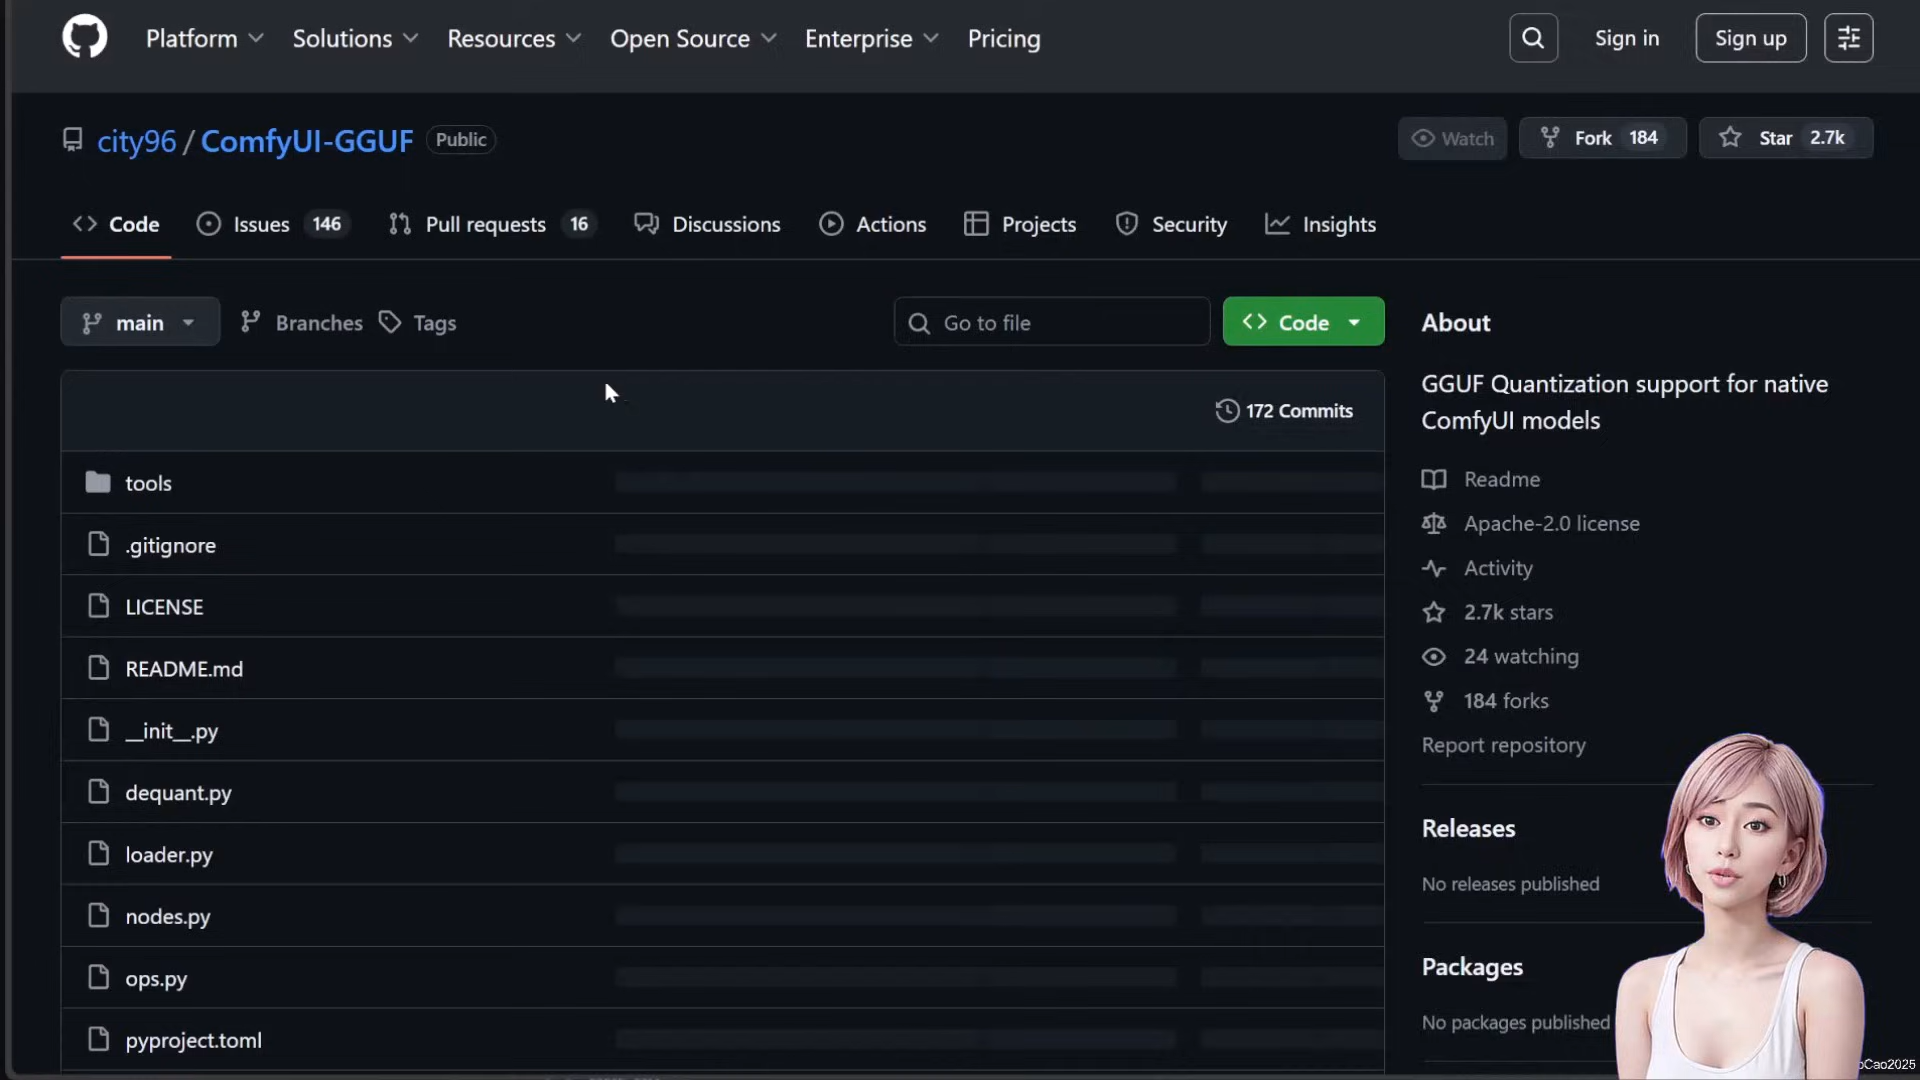 Platform Solutions Resources Open Source Enterprise Pricing Sign in Sign up
city96 / ComfyUI-GGUF Public Watch Fork 184 Star 2.7k
Code Issues 146 Pull requests 16 Discussions Actions Projects Security Insights
main Branches Tags Go to file Code
172 Commits
tools
.gitignore
LICENSE
README.md
__init__.py
dequant.py
loader.py
nodes.py
ops.py
pyproject.toml
About
GGUF Quantization support for native
ComfyUI models
Readme
Apache-2.0 license
Activity
2.7k stars
24 watching
184 forks
Report repository
Releases
No releases published
Packages
No packages published